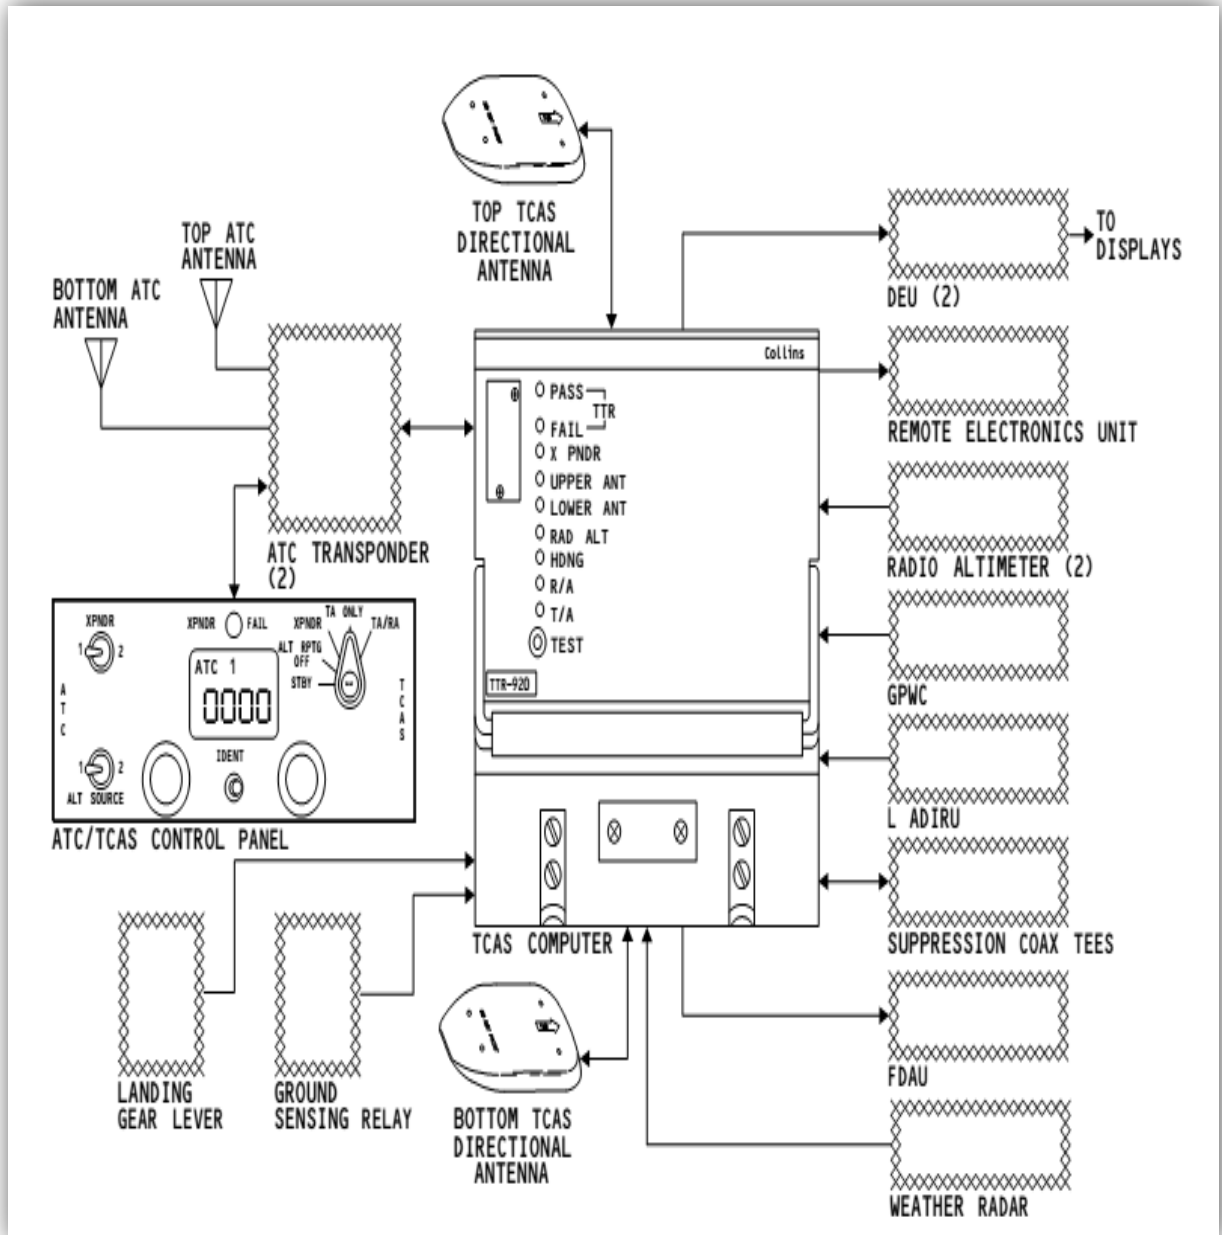 TOP TCAS
DIRECTIONAL
ANTENNA
TOP ATC
ANTENNA
BOTTOM ATC
ANTENNA
TO
DISPLAYS
DEU (2)
Collins
PASS
TTR
FAIL
X PNDR
UPPER ANT
LOWER ANT
RAD ALT
HDNG
R/A
T/A
TEST
TTR-920
REMOTE ELECTRONICS UNIT
RADIO ALTIMETER (2)
GPWC
L ADIRU
SUPPRESSION COAX TEES
FDAU
WEATHER RADAR
ATC TRANSPONDER
(2)
XPNDR
1 2
XPNDR FAIL
TA ONLY
XPNDR TA/RA
ALT RPTG
OFF
STBY
ATC 1
0000
ATC
TCAS
IDENT
1 2
ALT SOURCE
ATC/TCAS CONTROL PANEL
TCAS COMPUTER
LANDING
GEAR LEVER
GROUND
SENSING RELAY
BOTTOM TCAS
DIRECTIONAL
ANTENNA